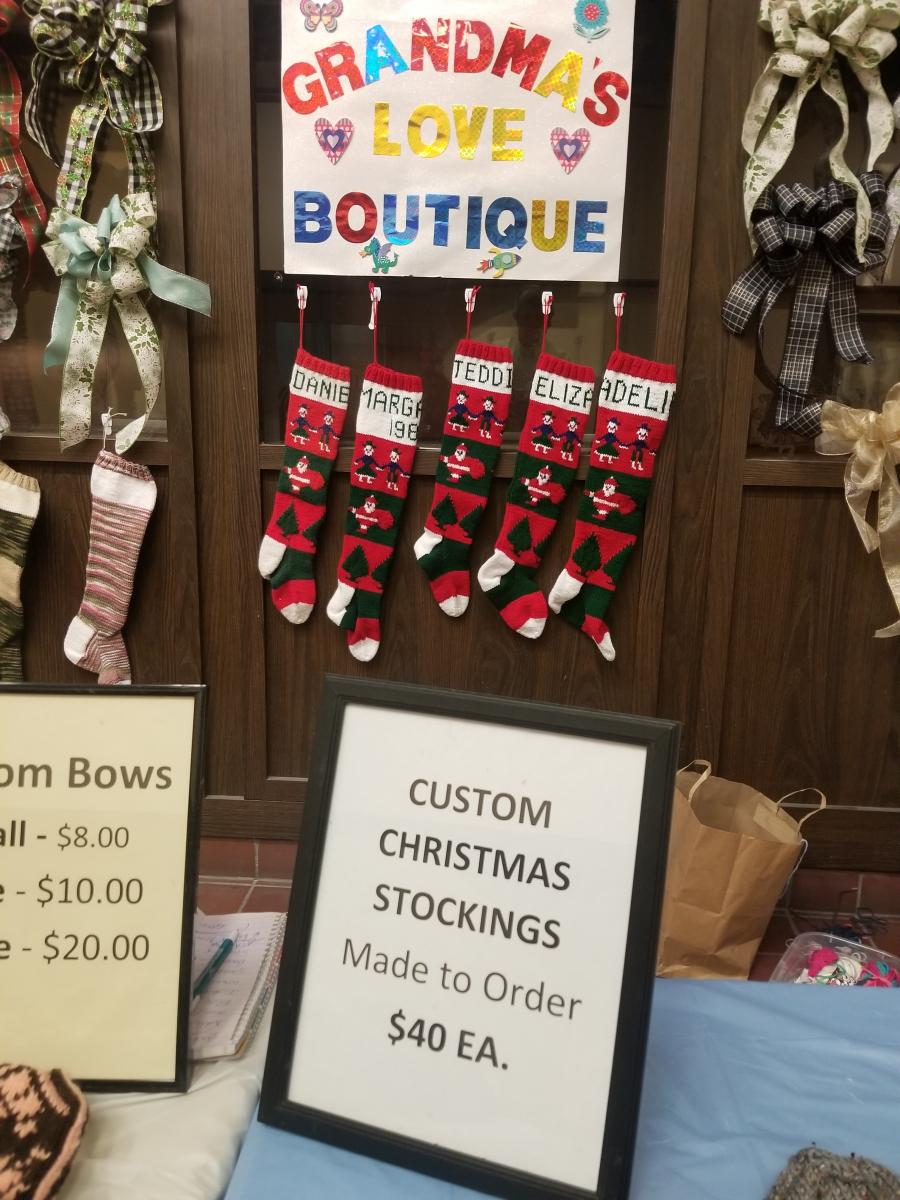 GRANDMA'S
LOVE
BOUTIQUE
DANIE
MARGA
198
TEDDI
ELIZA
ADELI
om Bows
all - $8.00
e - $10.00
e - $20.00
CUSTOM
CHRISTMAS
STOCKINGS
Made to Order
$40 EA.